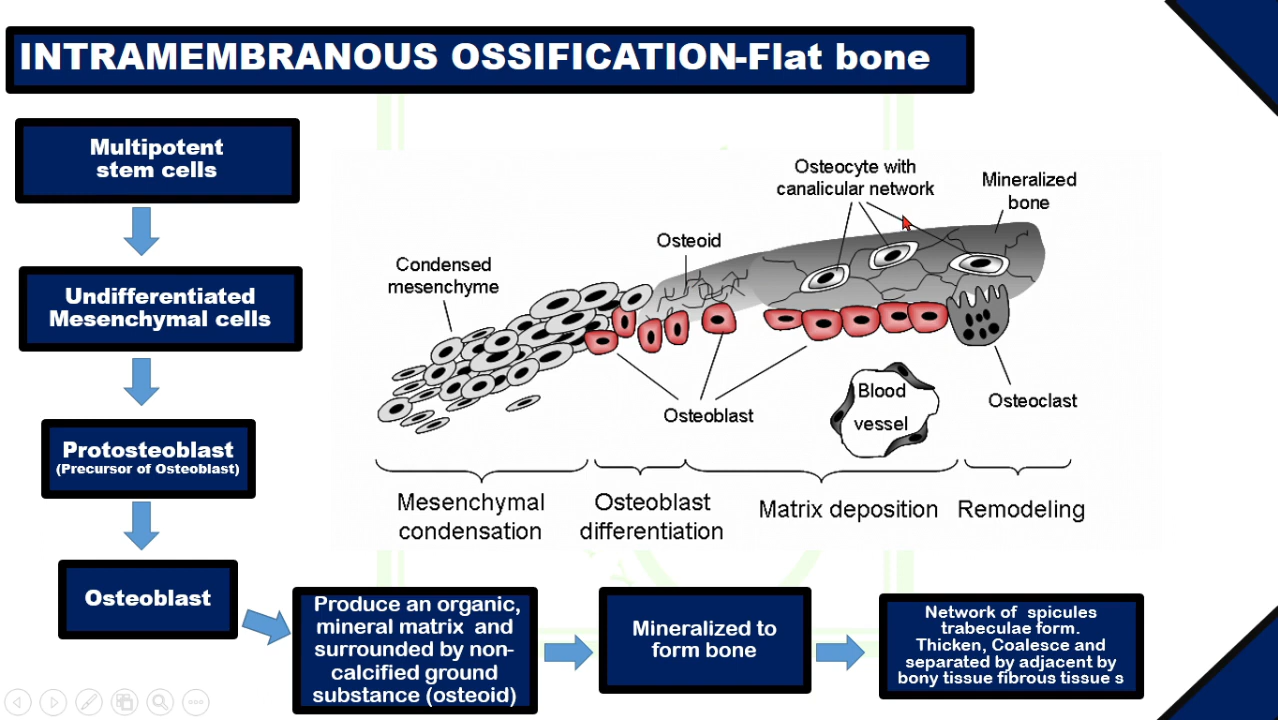 INTRAMEMBRANOUS OSSIFICATION-Flat bone
Multipotent
stem cells
Undifferentiated
Mesenchymal cells
Protosteoblast
(Precursor of Osteoblast)
Osteoblast
Produce an organic,
mineral matrix and
surrounded by non-
calcified ground
substance (osteoid)
Mineralized to
form bone
Network of spicules
trabeculae form.
Thicken, Coalesce and
separated by adjacent by
bony tissue fibrous tissue s
Condensed
mesenchyme
Osteoid
Osteocyte with
canalicular network
Mineralized
bone
Osteoblast
Blood
vessel
Osteoclast
Mesenchymal
condensation
Osteoblast
differentiation
Matrix deposition
Remodeling